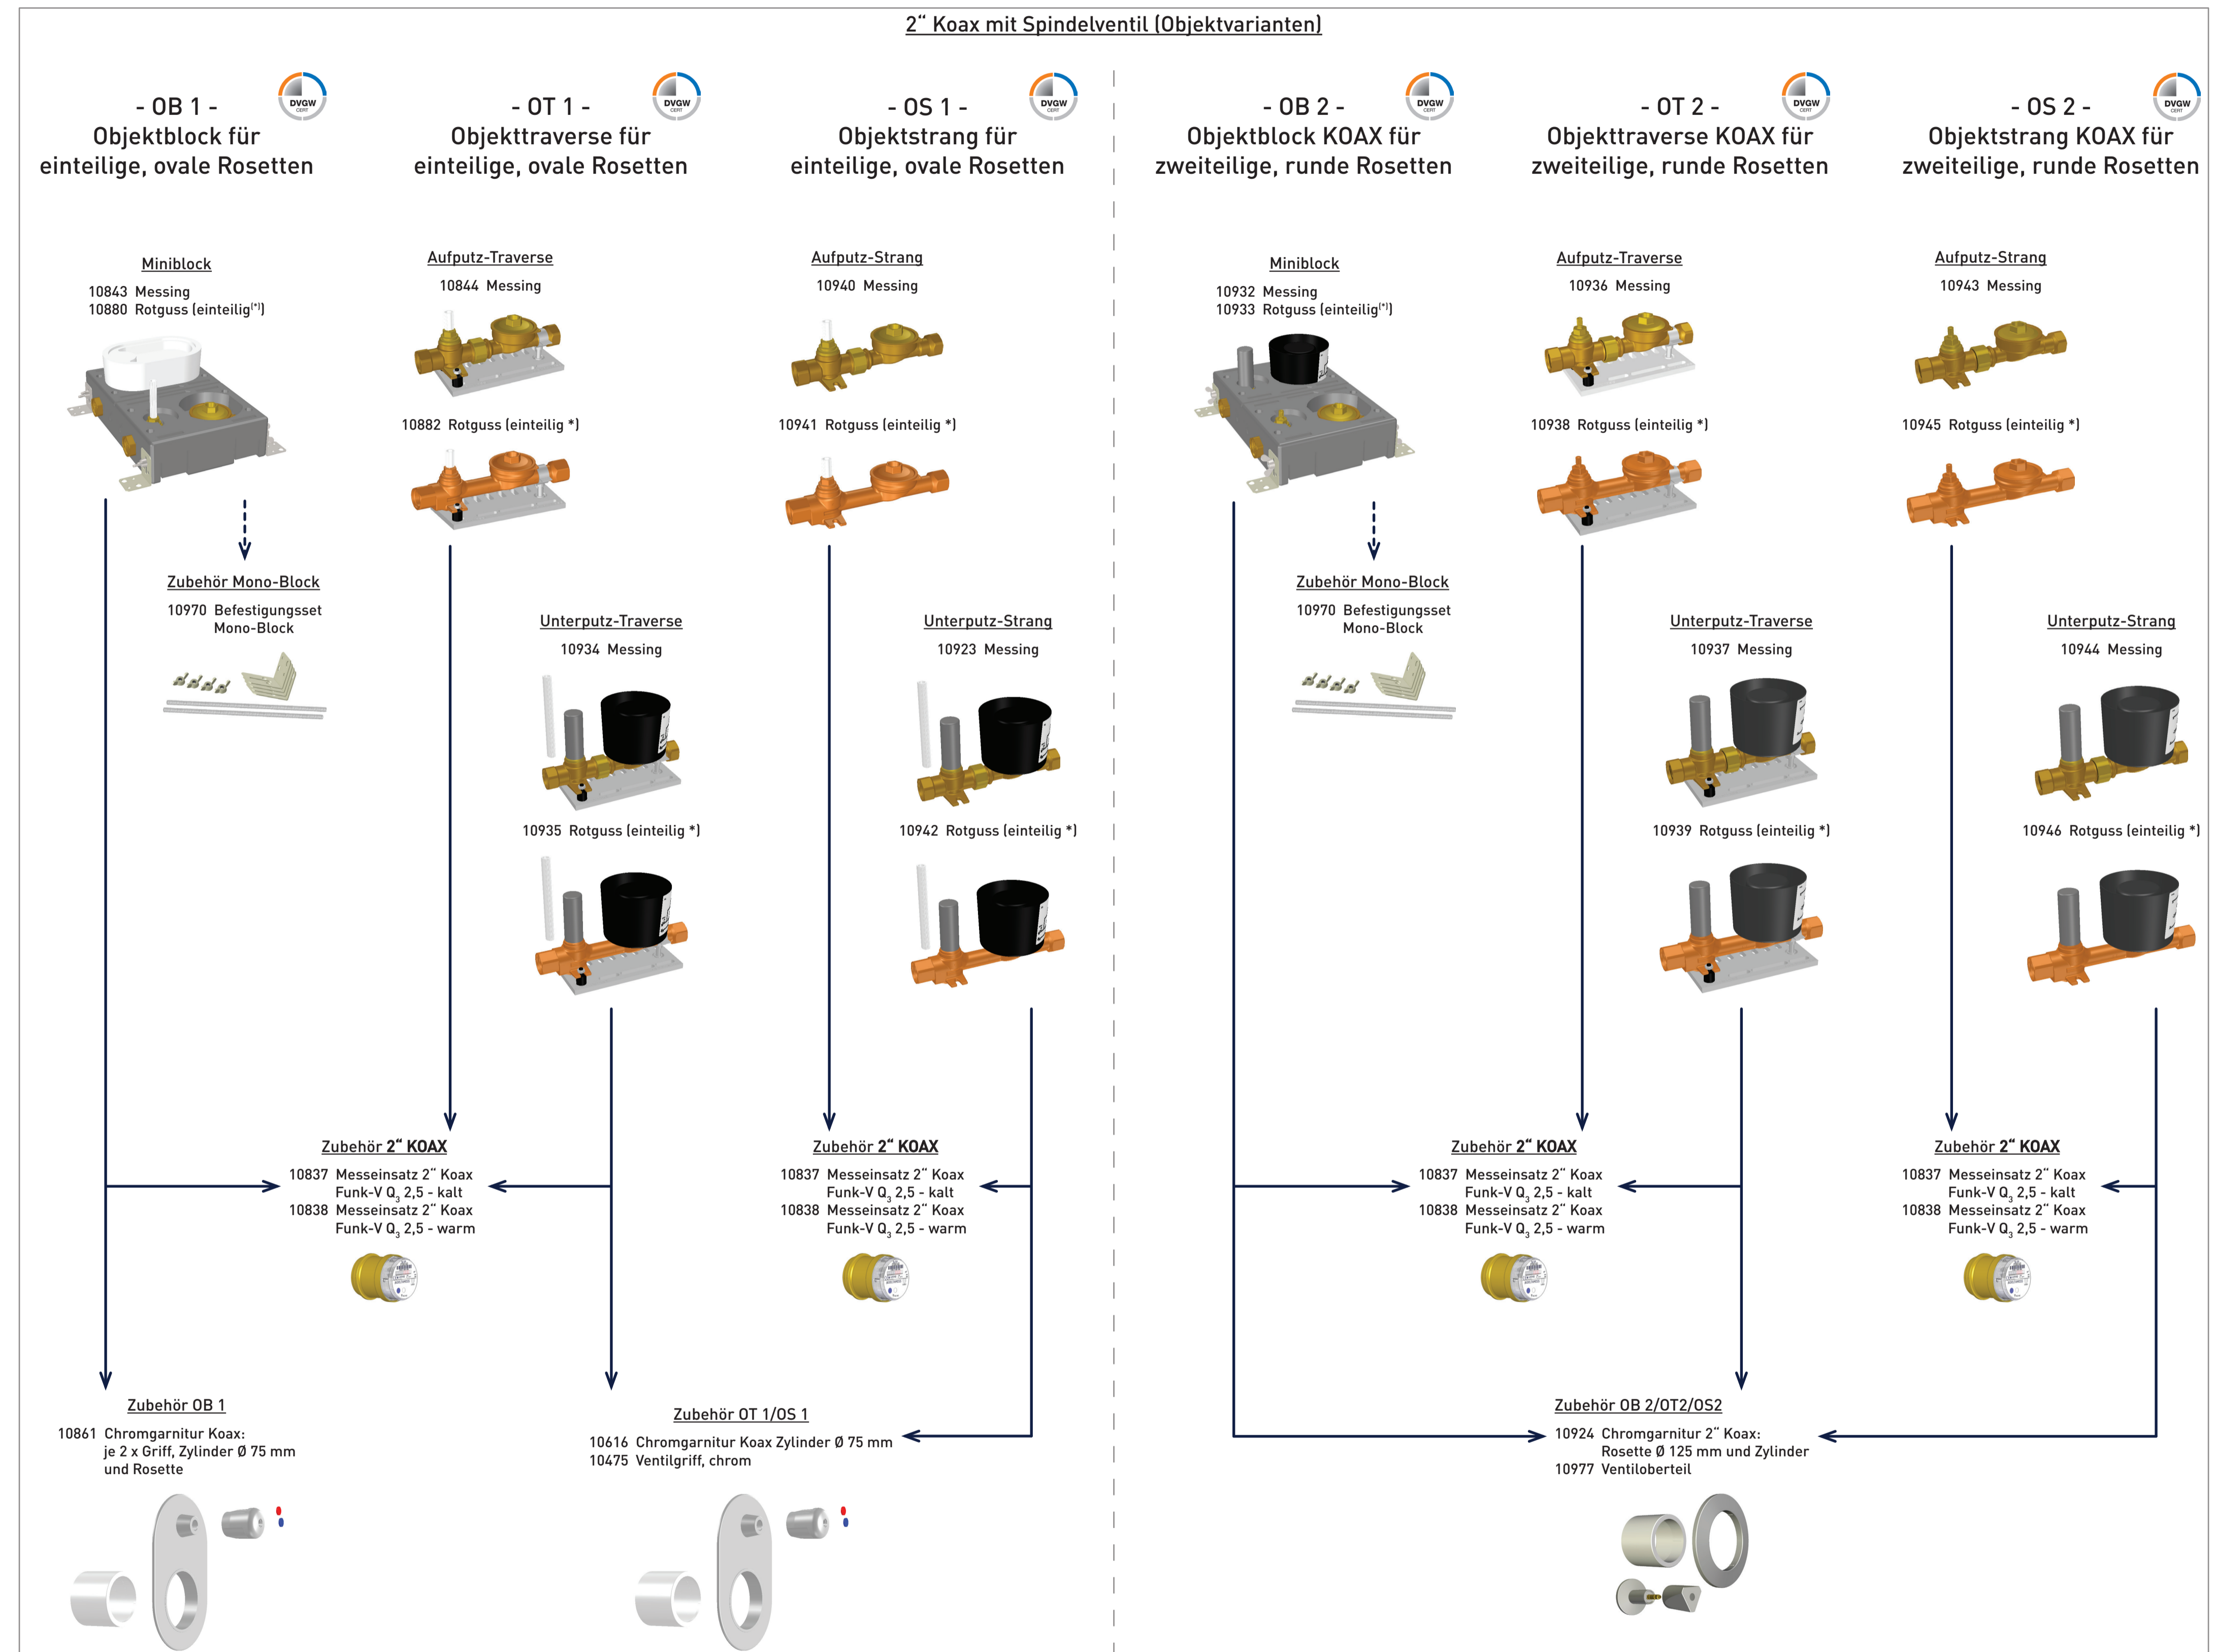 2“ Koax mit Spindelventil (Objektvarianten)
- OB 1 -
Objektblock für
einteilige, ovale Rosetten
DVGW
CERT
- OT 1 -
Objekttraverse für
einteilige, ovale Rosetten
DVGW
CERT
- OS 1 -
Objektstrang für
einteilige, ovale Rosetten
DVGW
CERT
- OB 2 -
Objektblock KOAX für
zweiteilige, runde Rosetten
DVGW
CERT
- OT 2 -
Objekttraverse KOAX für
zweiteilige, runde Rosetten
DVGW
CERT
- OS 2 -
Objektstrang KOAX für
zweiteilige, runde Rosetten
DVGW
CERT
Miniblock
10843 Messing
10880 Rotguss (einteilig(*))
Aufputz-Traverse
10844 Messing
10882 Rotguss (einteilig *)
Aufputz-Strang
10940 Messing
10941 Rotguss (einteilig *)
Miniblock
10932 Messing
10933 Rotguss (einteilig(*))
Aufputz-Traverse
10936 Messing
10938 Rotguss (einteilig *)
Aufputz-Strang
10943 Messing
10945 Rotguss (einteilig *)
Zubehör Mono-Block
10970 Befestigungsset
Mono-Block
Unterputz-Traverse
10934 Messing
10935 Rotguss (einteilig *)
Unterputz-Strang
10923 Messing
10942 Rotguss (einteilig *)
Zubehör Mono-Block
10970 Befestigungsset
Mono-Block
Unterputz-Traverse
10937 Messing
10939 Rotguss (einteilig *)
Unterputz-Strang
10944 Messing
10946 Rotguss (einteilig *)
Zubehör 2“ KOAX
10837 Messeinsatz 2“ Koax
Funk-V Q3 2,5 - kalt
10838 Messeinsatz 2“ Koax
Funk-V Q3 2,5 - warm
Zubehör 2“ KOAX
10837 Messeinsatz 2“ Koax
Funk-V Q3 2,5 - kalt
10838 Messeinsatz 2“ Koax
Funk-V Q3 2,5 - warm
Zubehör 2“ KOAX
10837 Messeinsatz 2“ Koax
Funk-V Q3 2,5 - kalt
10838 Messeinsatz 2“ Koax
Funk-V Q3 2,5 - warm
Zubehör 2“ KOAX
10837 Messeinsatz 2“ Koax
Funk-V Q3 2,5 - kalt
10838 Messeinsatz 2“ Koax
Funk-V Q3 2,5 - warm
Zubehör OB 1
10861 Chromgarnitur Koax:
je 2 x Griff, Zylinder Ø 75 mm
und Rosette
Zubehör OT 1/OS 1
10616 Chromgarnitur Koax Zylinder Ø 75 mm
10475 Ventilgriff, chrom
Zubehör OB 2/OT2/OS2
10924 Chromgarnitur 2“ Koax:
Rosette Ø 125 mm und Zylinder
10977 Ventiloberteil